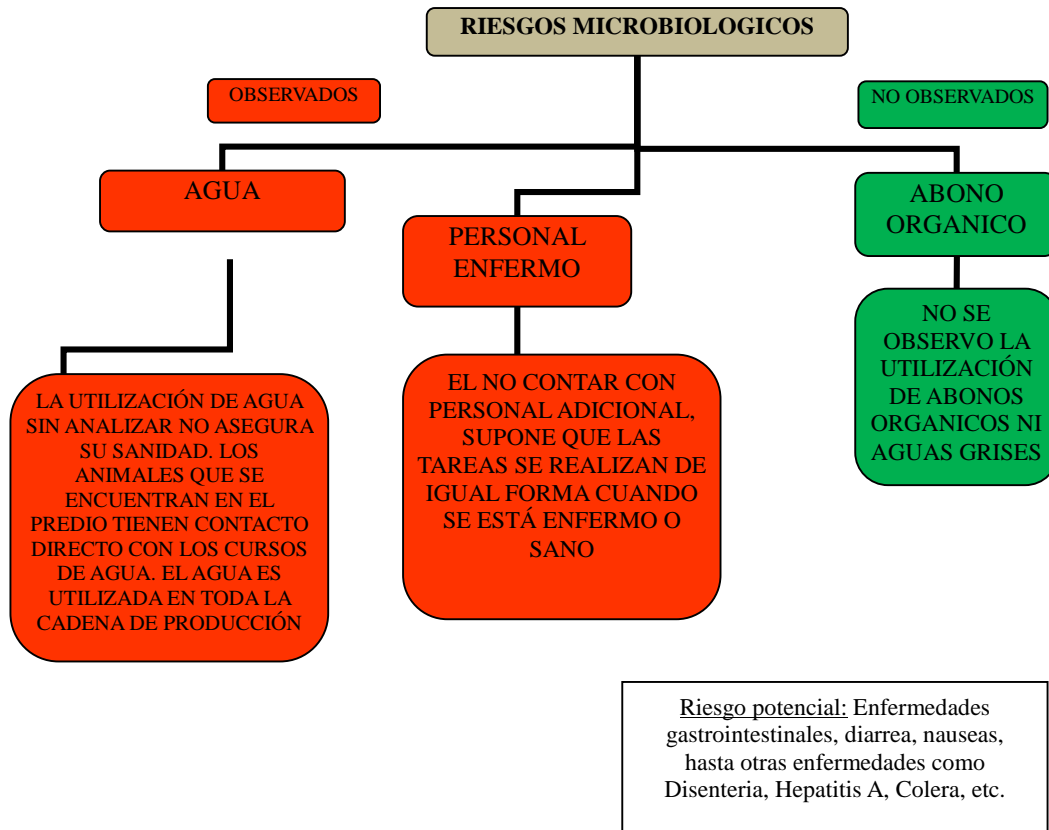 RIESGOS MICROBIOLOGICOS
OBSERVADOS
NO OBSERVADOS
AGUA
PERSONAL
ENFERMO
ABONO
ORGANICO
LA UTILIZACIÓN DE AGUA
SIN ANALIZAR NO ASEGURA
SU SANIDAD. LOS
ANIMALES QUE SE
ENCUENTRAN EN EL
PREDIO TIENEN CONTACTO
DIRECTO CON LOS CURSOS
DE AGUA. EL AGUA ES
UTILIZADA EN TODA LA
CADENA DE PRODUCCIÓN
EL NO CONTAR CON
PERSONAL ADICIONAL,
SUPONE QUE LAS
TAREAS SE REALIZAN DE
IGUAL FORMA CUANDO
SE ESTÁ ENFERMO O
SANO
NO SE
OBSERVO LA
UTILIZACIÓN
DE ABONOS
ORGANICOS NI
AGUAS GRISES
Riesgo potencial: Enfermedades
gastrointestinales, diarrea, nauseas,
hasta otras enfermedades como
Disenteria, Hepatitis A, Colera, etc.